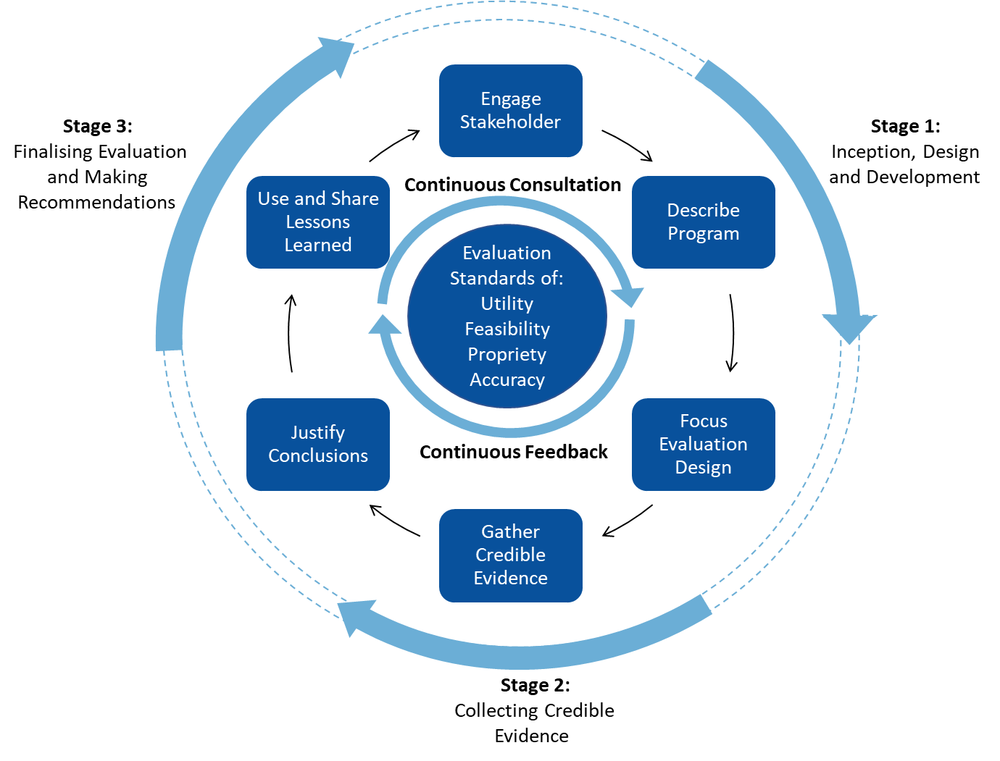 Engage
Stakeholder
Stage 1:
Inception, Design
and Development
Stage 3:
Finalising Evaluation
and Making
Recommendations
Continuous Consultation
Use and Share
Lessons
Learned
Describe
Program
Evaluation
Standards of:
Utility
Feasibility
Propriety
Accuracy
Justify
Conclusions
Continuous Feedback
Focus
Evaluation
Design
Gather
Credible
Evidence
Stage 2:
Collecting Credible
Evidence